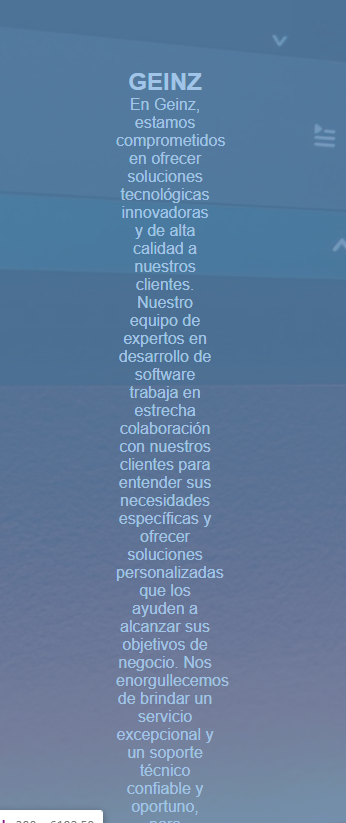 GEINZ
En Geinz,
estamos
comprometidos
en ofrecer
soluciones
tecnológicas
innovadoras
y de alta
calidad a
nuestros
clientes.
Nuestro
equipo de
expertos en
desarrollo de
software
trabaja en
estrecha
colaboración
con nuestros
clientes para
entender sus
necesidades
específicas y
ofrecer
soluciones
personalizadas
que los
ayuden a
alcanzar sus
objetivos de
negocio. Nos
enorgullecemos
de brindar un
servicio
excepcional y
un soporte
técnico
confiable y
oportuno,